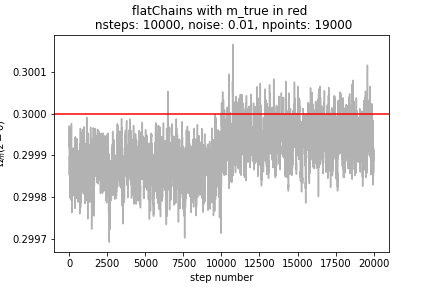 flatChains with m_true in red
nsteps: 10000, noise: 0.01, npoints: 19000
0.3001
0.3000
0.2999
0.2998
0.2997
0 2500 5000 7500 10000 12500 15000 17500 20000
step number